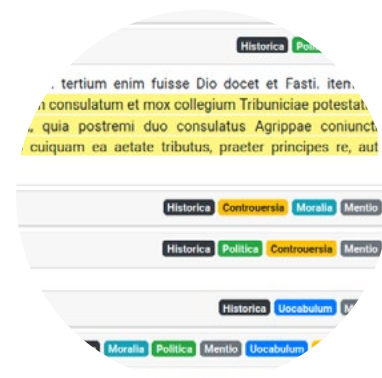 Historica
tertium enim fuisse Dio docet et Fasti. item
consulatum et mox collegium Tribuniciae
quia postremi duo consulatus Agrippae
cuiquam ea aetate tributus, praeter principes re, aut
Historica Controuersia Moralia Mentio
Historica Politica Controuersia Mentio
Historica Uocabulum
Moralia Politica Mentio Uocabulum